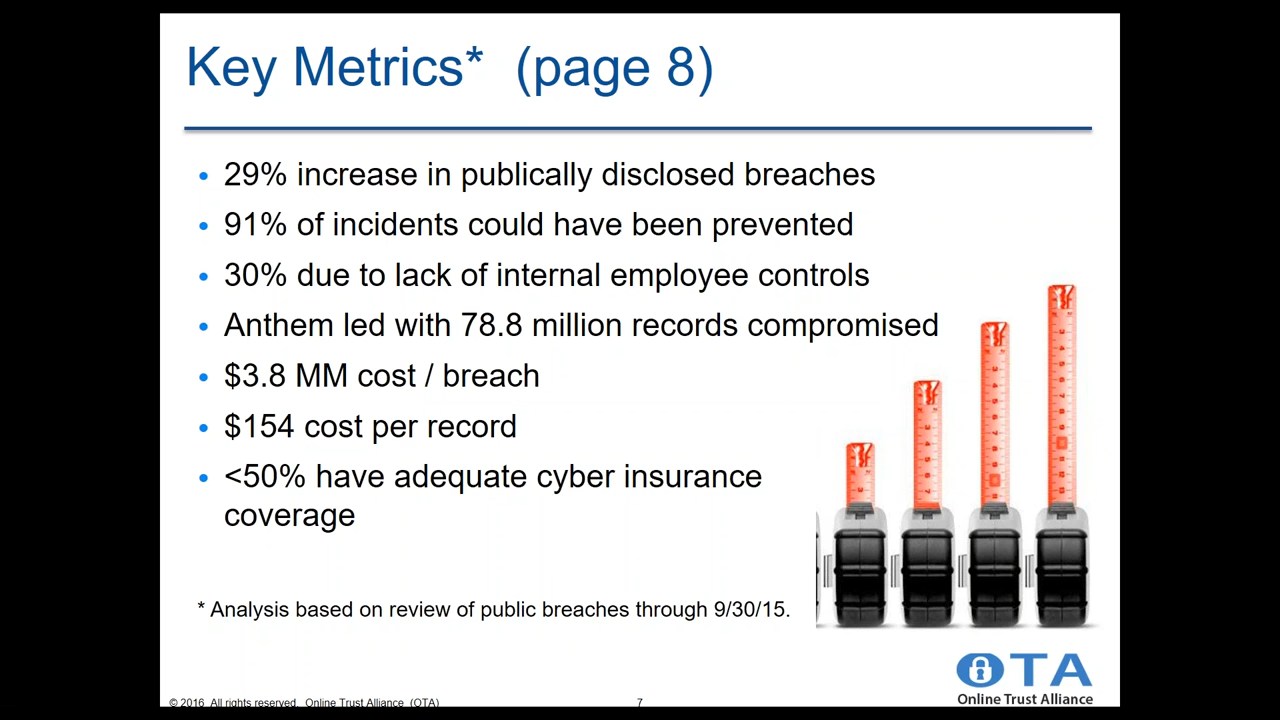 Key Metrics* (page 8)
• 29% increase in publically disclosed breaches
• 91% of incidents could have been prevented
• 30% due to lack of internal employee controls
• Anthem led with 78.8 million records compromised
• $3.8 MM cost / breach
• $154 cost per record
• <50% have adequate cyber insurance
coverage
* Analysis based on review of public breaches through 9/30/15.
OTA
Online Trust Alliance
© 2016 All rights reserved. Online Trust Alliance (OTA)
7